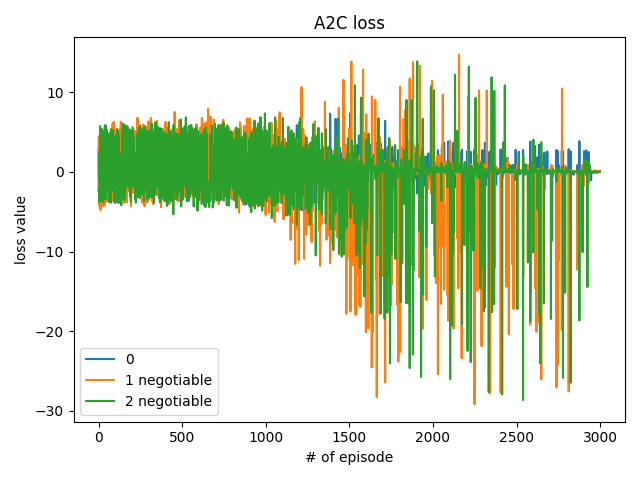 A2C loss
10
0
−10
−20
−30
loss value
0
1 negotiable
2 negotiable
0
500
1000
1500
2000
2500
3000
# of episode